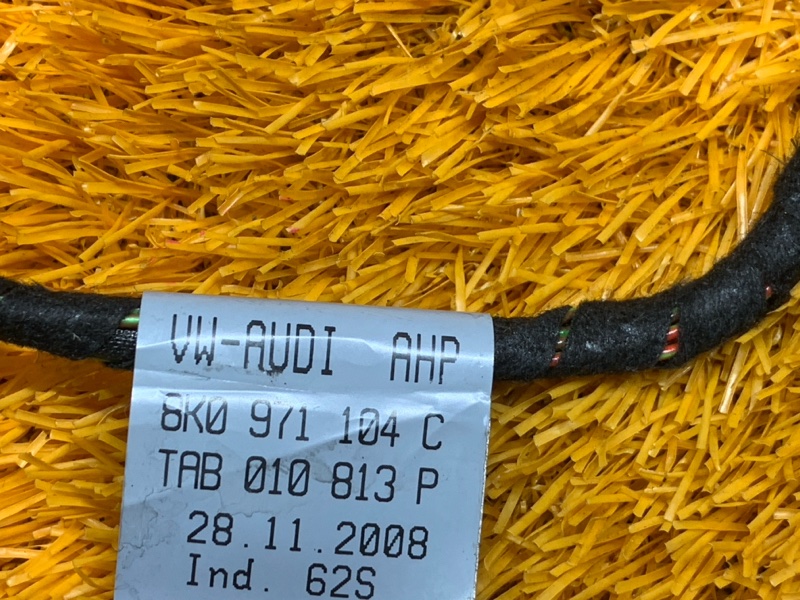 VW-AUDI AHP
8K0 971 104 C
TAB 010 813 P
28.11.2008
Ind. 62S